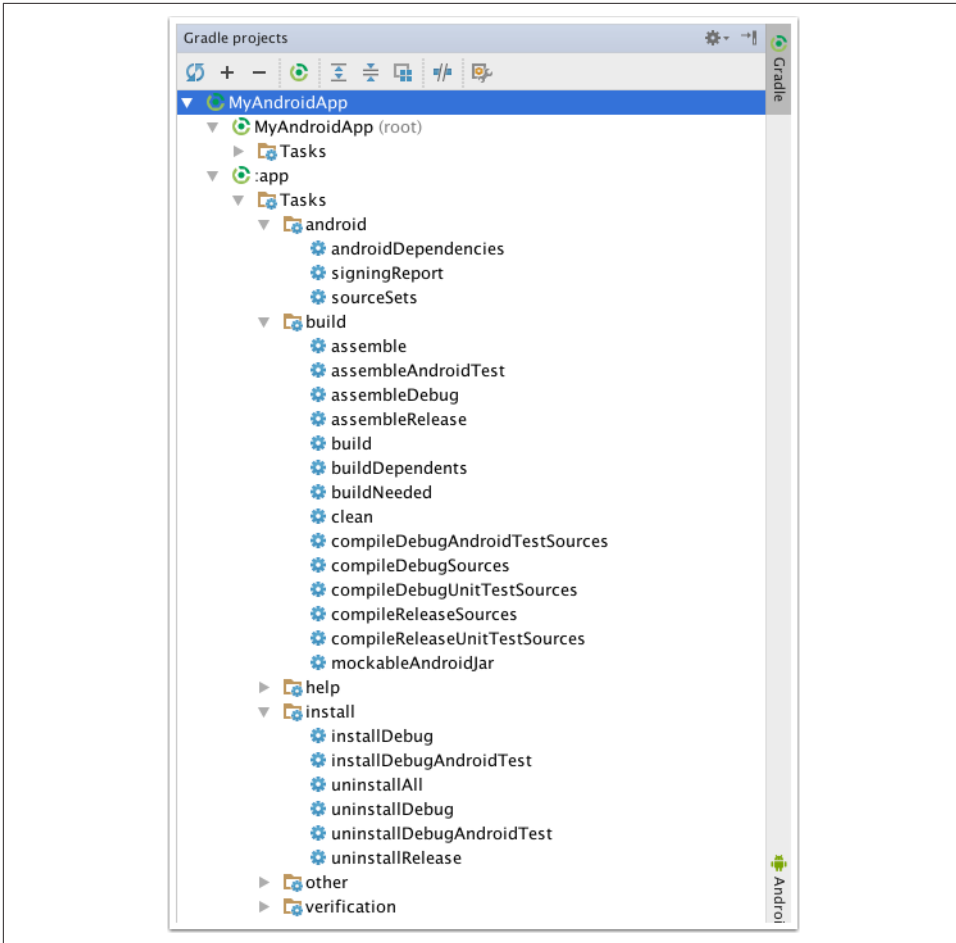 Gradle projects
Gradle
MyAndroidApp
MyAndroidApp (root)
Tasks
:app
Tasks
android
androidDependencies
signingReport
sourceSets
build
assemble
assembleAndroidTest
assembleDebug
assembleRelease
build
buildDependents
buildNeeded
clean
compileDebugAndroidTestSources
compileDebugSources
compileDebugUnitTestSources
compileReleaseSources
compileReleaseUnitTestSources
mockableAndroidJar
help
install
installDebug
installDebugAndroidTest
uninstallAll
uninstallDebug
uninstallDebugAndroidTest
uninstallRelease
other
verification
Androi